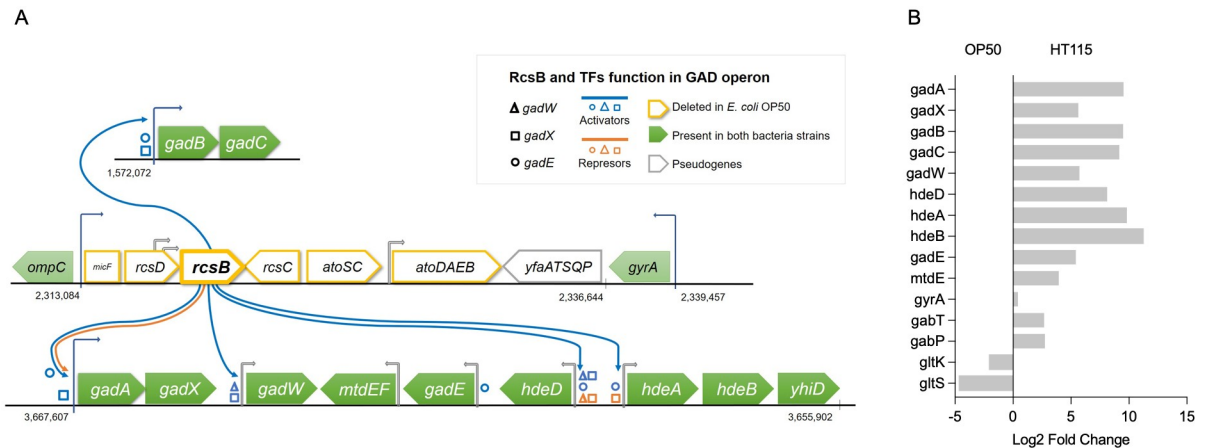 A
RcsB and TFs function in GAD operon
gadW
gadX
gadE
Activators
Represors
Deleted in E. coli OP50
Present in both bacteria strains
Pseudogenes
gadB
gadC
1,572,072
ompC
micF
rcsD
rcsB
rcsC
atoSC
atoDAEB
yfaATSQP
gyrA
2,313,084
2,336,644
2,339,457
gadA
gadX
gadW
mtdEF
gadE
hdeD
hdeA
hdeB
yhiD
3,667,607
3,655,902
B
OP50
HT115
gadA
gadX
gadB
gadC
gadW
hdeD
hdeA
hdeB
gadE
mtdE
gyrA
gabT
gabP
gltK
gltS
-5
0
5
10
15
Log2 Fold Change